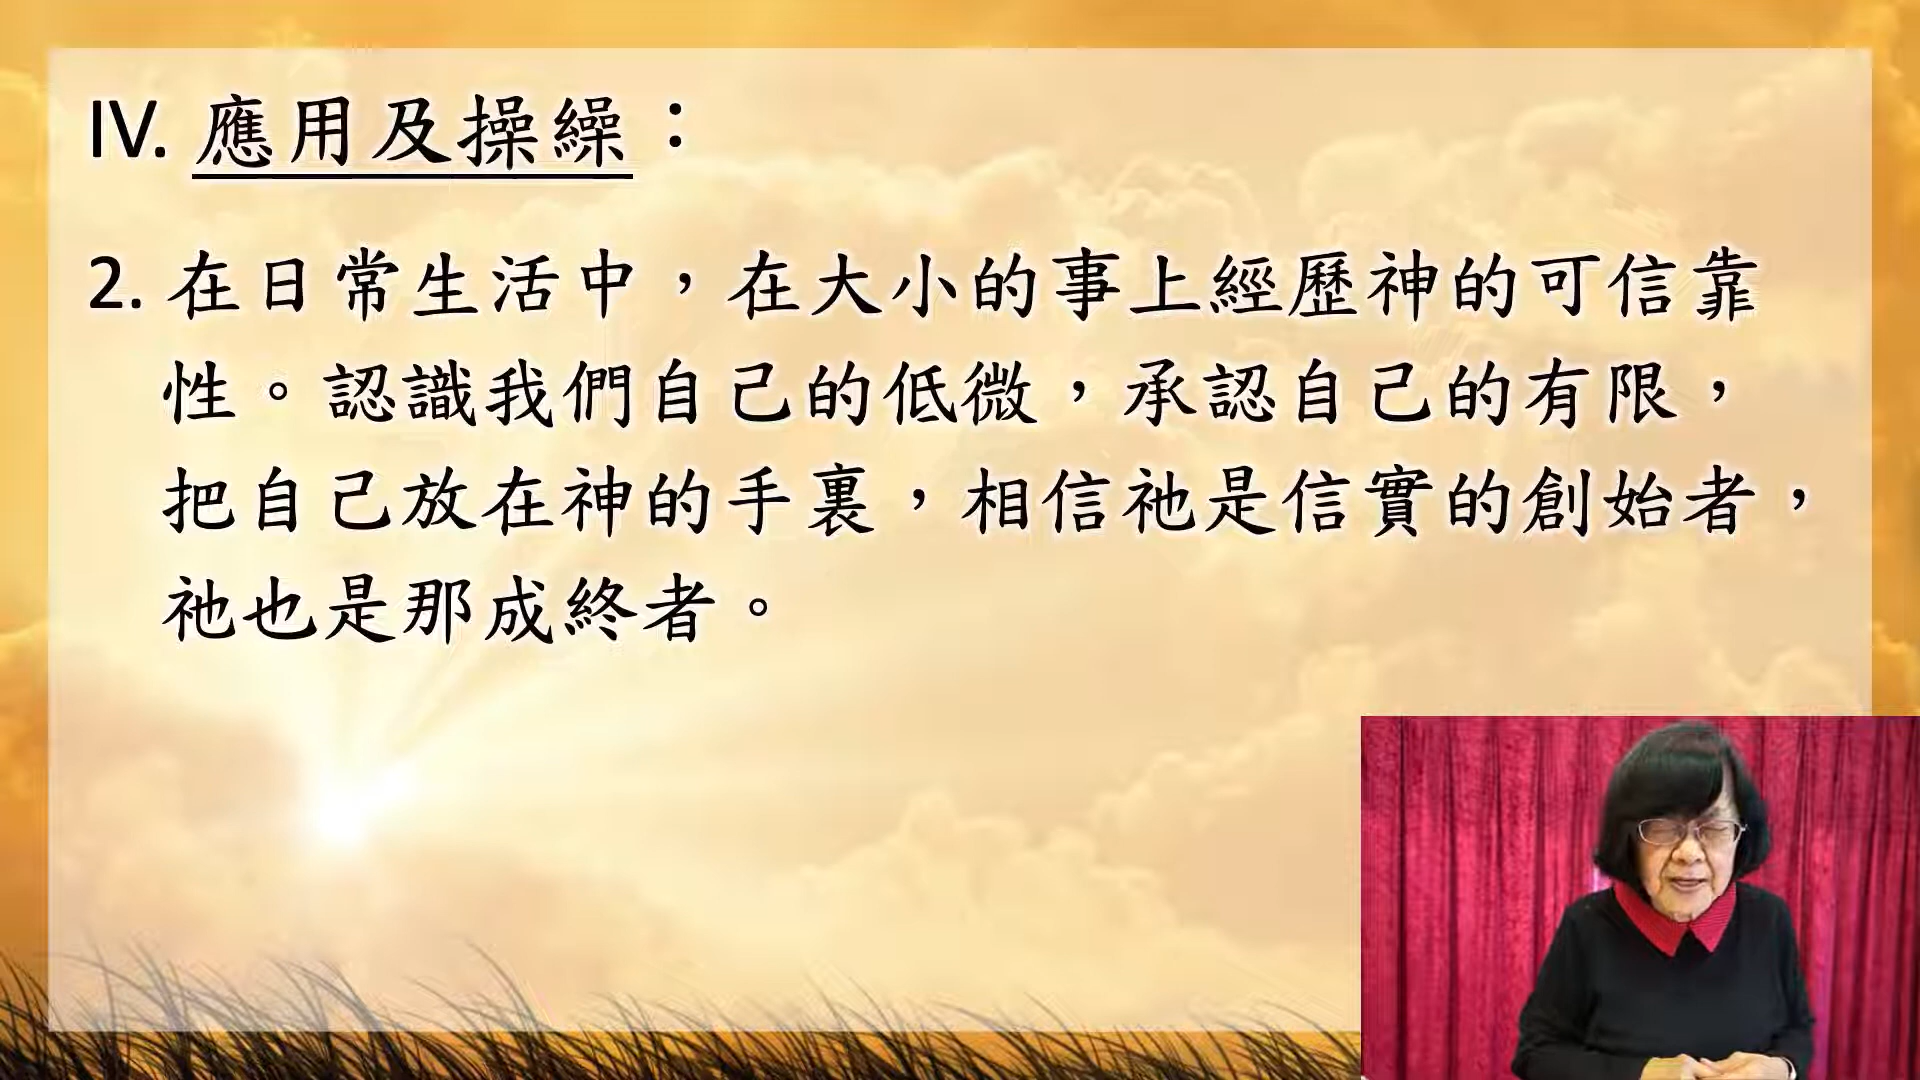 IV. 應用及操繰：
2. 在日常生活中，在大小的事上經歷神的可信靠
性。認識我們自己的低微，承認自己的有限，
把自己放在神的手裏，相信祂是信實的創始者，
祂也是那成終者。